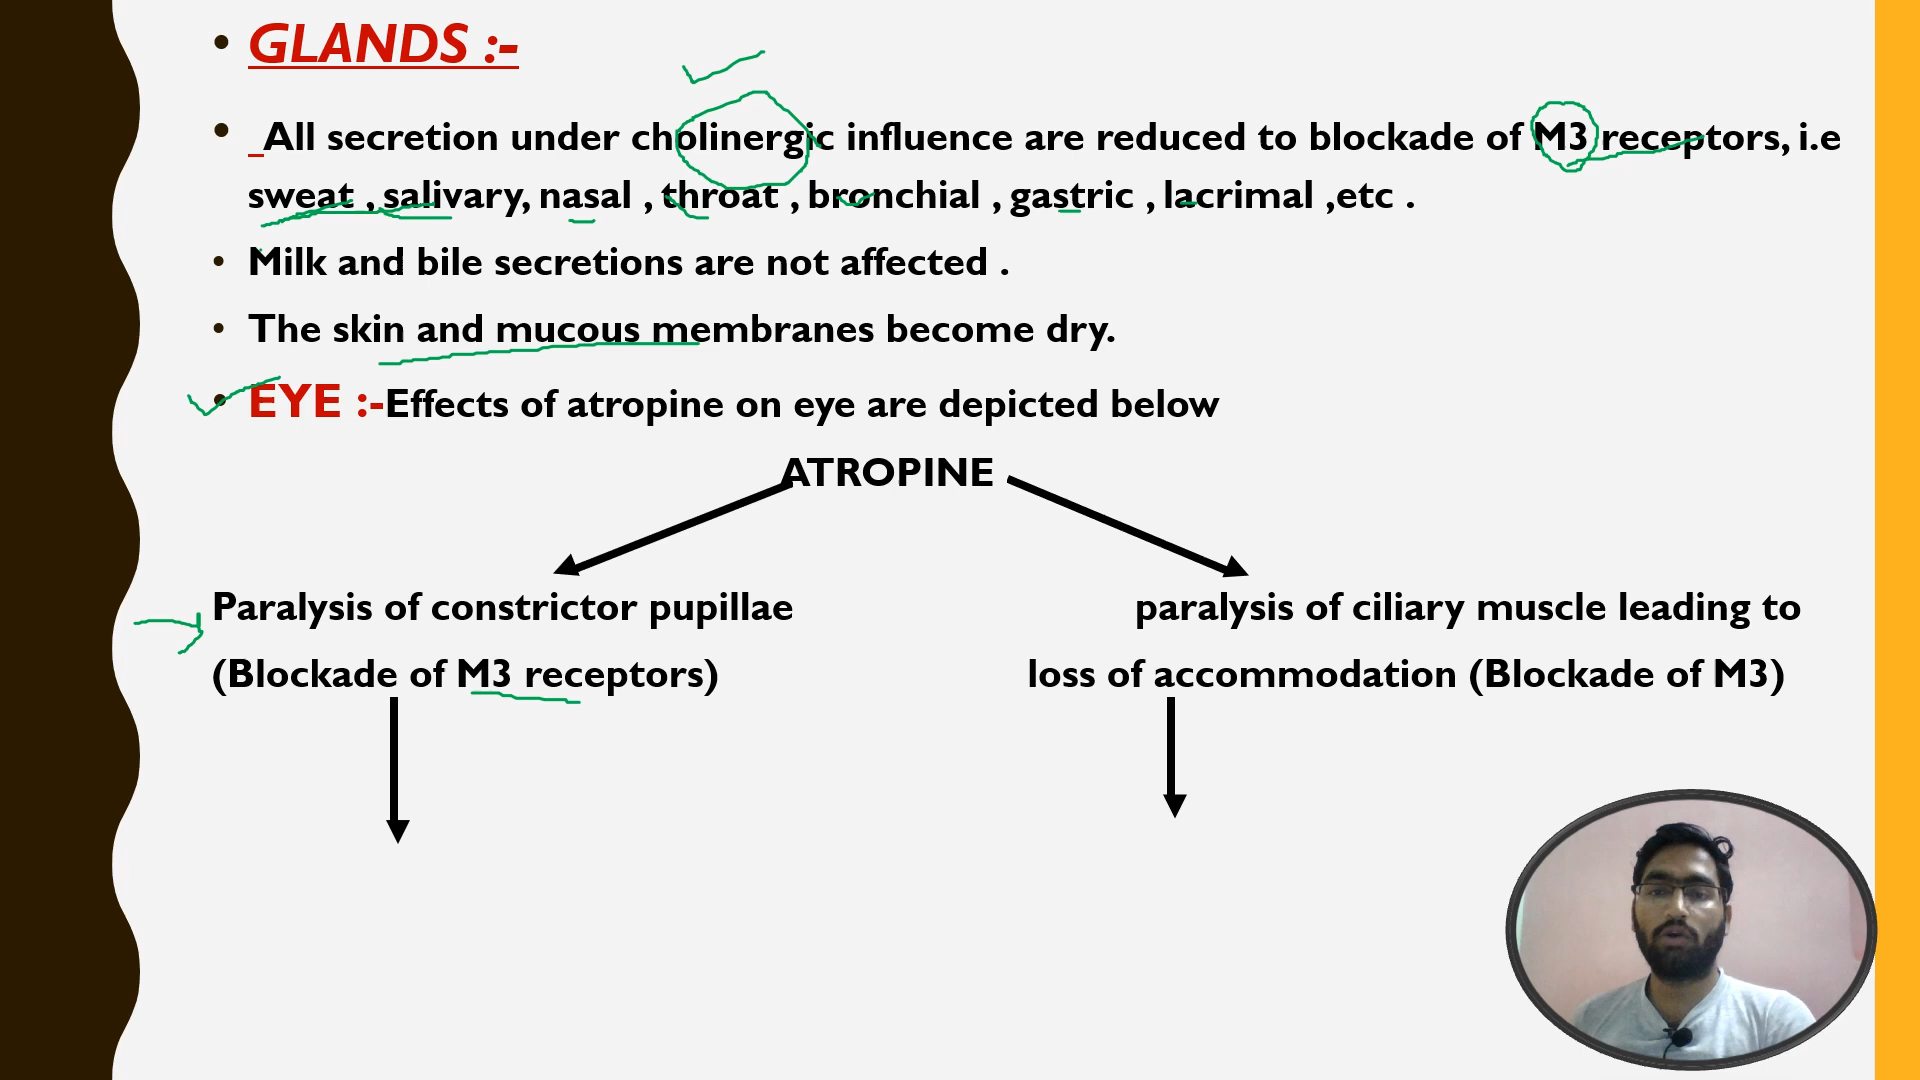 GLANDS :-
All secretion under cholinergic influence are reduced to blockade of M3 receptors, i.e
sweat , salivary, nasal , throat , bronchial , gastric , lacrimal ,etc .
Milk and bile secretions are not affected .
The skin and mucous membranes become dry.
EYE :-Effects of atropine on eye are depicted below
ATROPINE
Paralysis of constrictor pupillae paralysis of ciliary muscle leading to
(Blockade of M3 receptors) loss of accommodation (Blockade of M3)